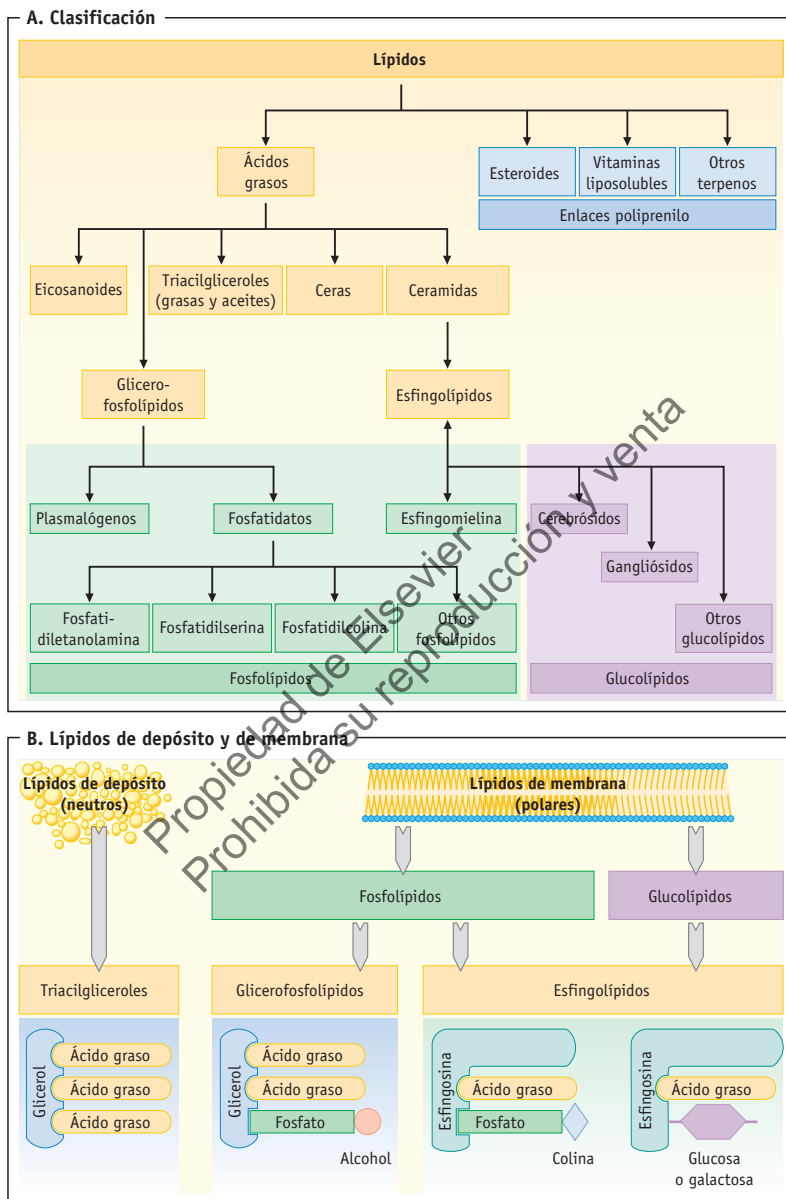 A. Clasificación
Lípidos
Ácidos
grasos
Esteroides
Vitaminas
liposolubles
Otros
terpenos
Enlaces poliprenilo
Eicosanoides
Triacilgliceroles
(grasas y aceites)
Ceras
Ceramidas
Glicero-
fosfolípidos
Esfingolípidos
Plasmalógenos
Fosfatidatos
Esfingomielina
Cerebrósidos
Gangliósidos
Fosfati-
diletanolamina
Fosfatidilserina
Fosfatidilcolina
Otros
fosfolípidos
Otros
glucolípidos
Fosfolípidos
Glucolípidos
Propiedad de Elsevier
Prohibida su reproducción y venta
B. Lípidos de depósito y de membrana
Lípidos de depósito
(neutros)
Lípidos de membrana
(polares)
Fosfolípidos
Glucolípidos
Triacilgliceroles
Glicerofosfolípidos
Esfingolípidos
Glicerol
Ácido graso
Ácido graso
Ácido graso
Glicerol
Ácido graso
Ácido graso
Fosfato
Alcohol
Esfingosina
Ácido graso
Fosfato
Colina
Esfingosina
Ácido graso
Glucosa
o galactosa